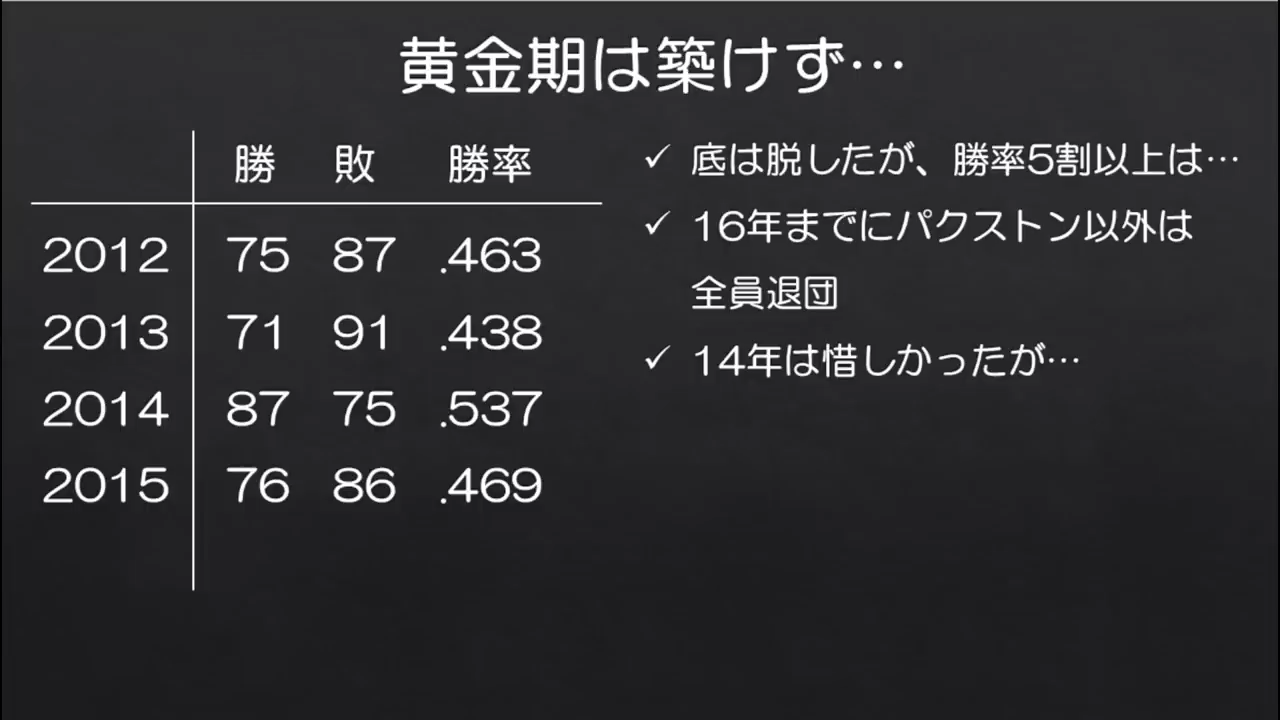 黄金期は築けず…
勝 敗 勝率
2012 75 87 .463
2013 71 91 .438
2014 87 75 .537
2015 76 86 .469
✓ 底は脱したが、勝率5割以上は…
✓ 16年までにパクストン以外は
全員退団
✓ 14年は惜しかったが…